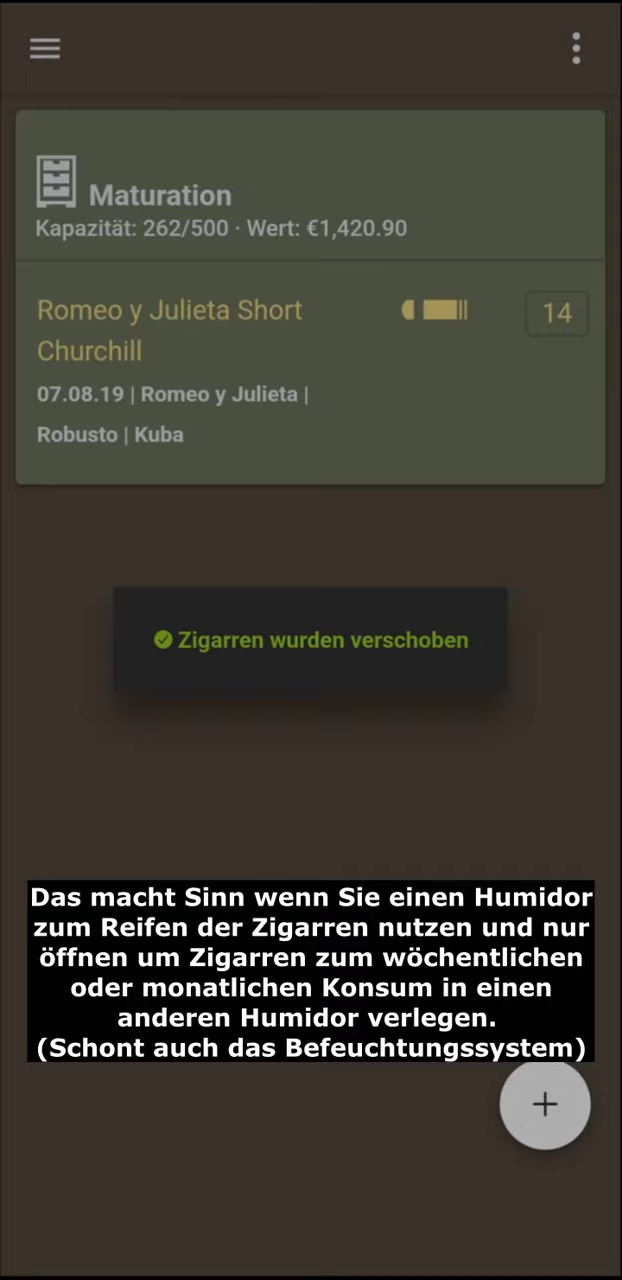 Maturation
Kapazität: 262/500 · Wert: €1,420.90
Romeo y Julieta Short
Churchill
14
07.08.19 | Romeo y Julieta |
Robusto | Kuba
Zigarren wurden verschoben
Das macht Sinn wenn Sie einen Humidor
zum Reifen der Zigarren nutzen und nur
öffnen um Zigarren zum wöchentlichen
oder monatlichen Konsum in einen
anderen Humidor verlegen.
(Schont auch das Befeuchtungssystem)
+